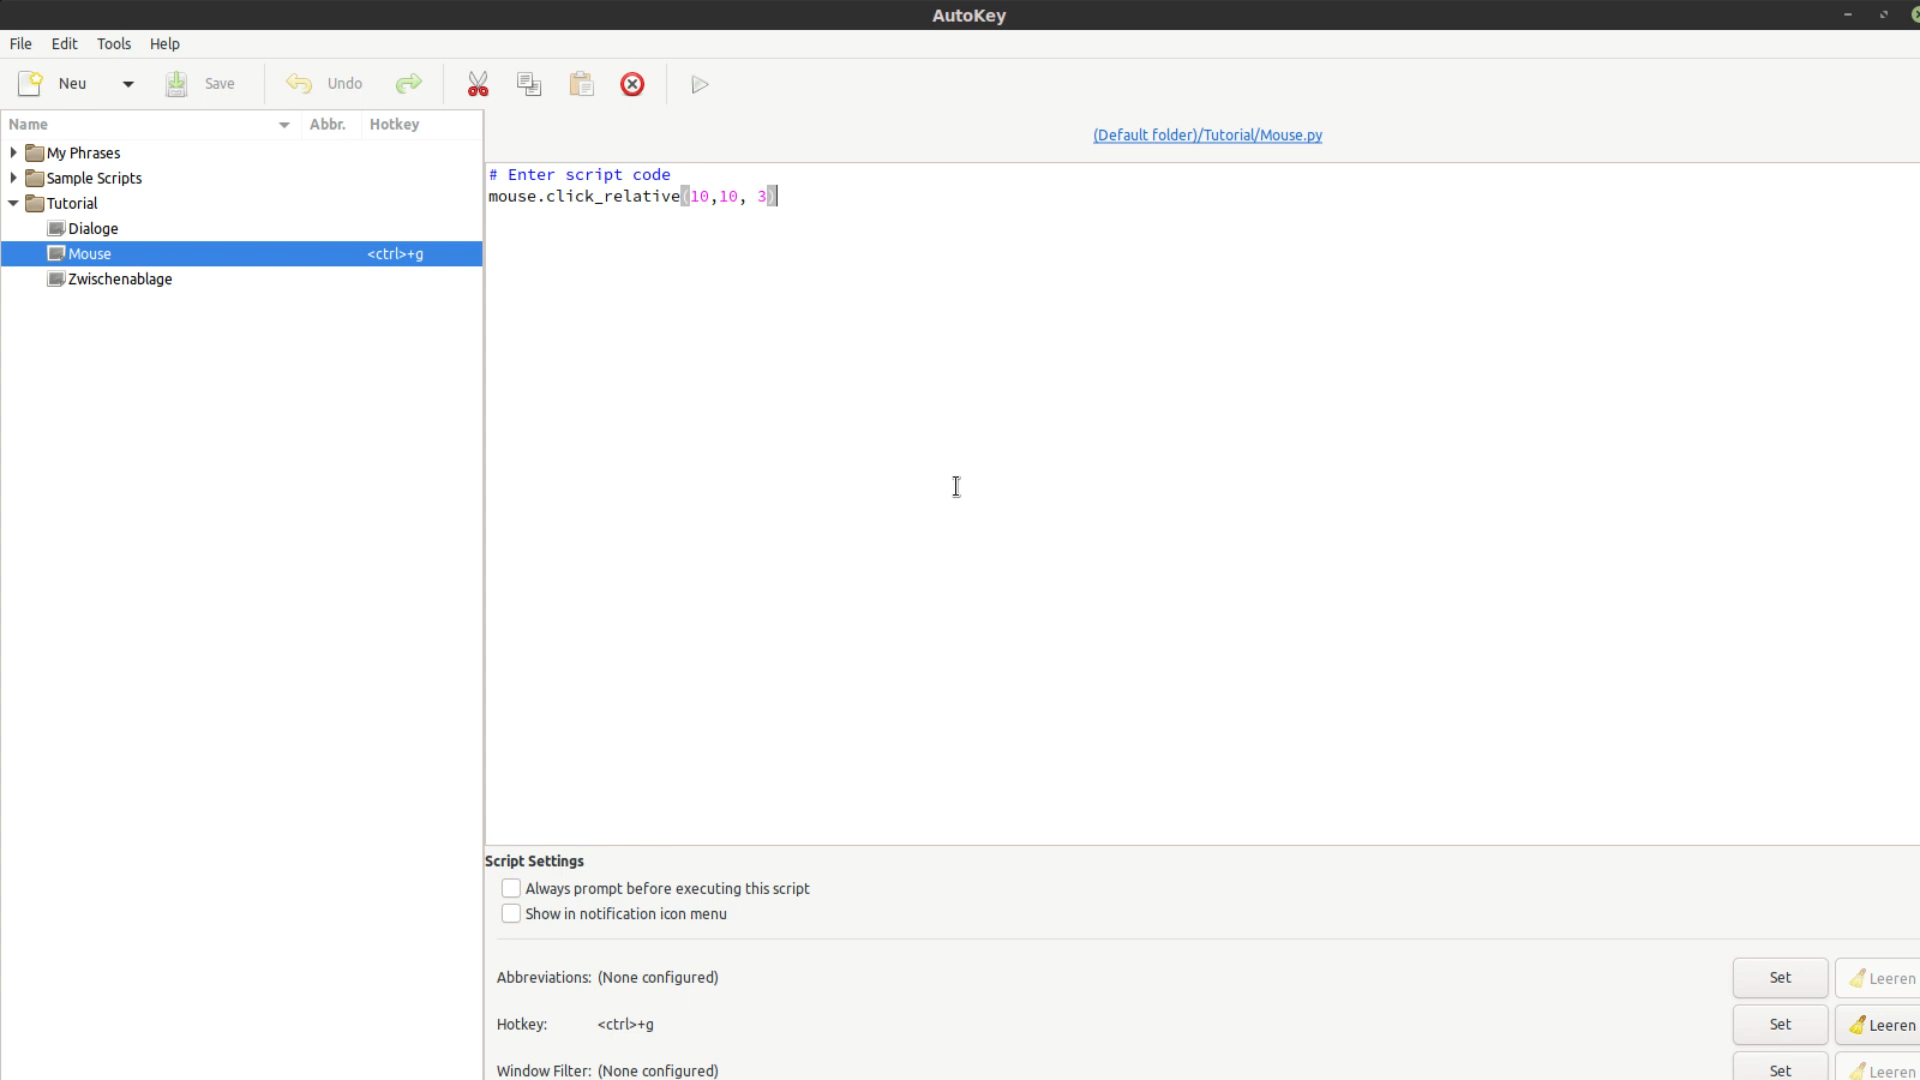 AutoKey
File Edit Tools Help
Neu Save Undo
Name Abbr. Hotkey
My Phrases
Sample Scripts
Tutorial
Dialoge
Mouse <ctrl>+g
Zwischenablage
(Default folder)/Tutorial/Mouse.py
# Enter script code
mouse.click_relative(10,10, 3)
Script Settings
Always prompt before executing this script
Show in notification icon menu
Abbreviations: (None configured) Set Leeren
Hotkey: <ctrl>+g Set Leeren
Window Filter: (None configured) Set Leeren